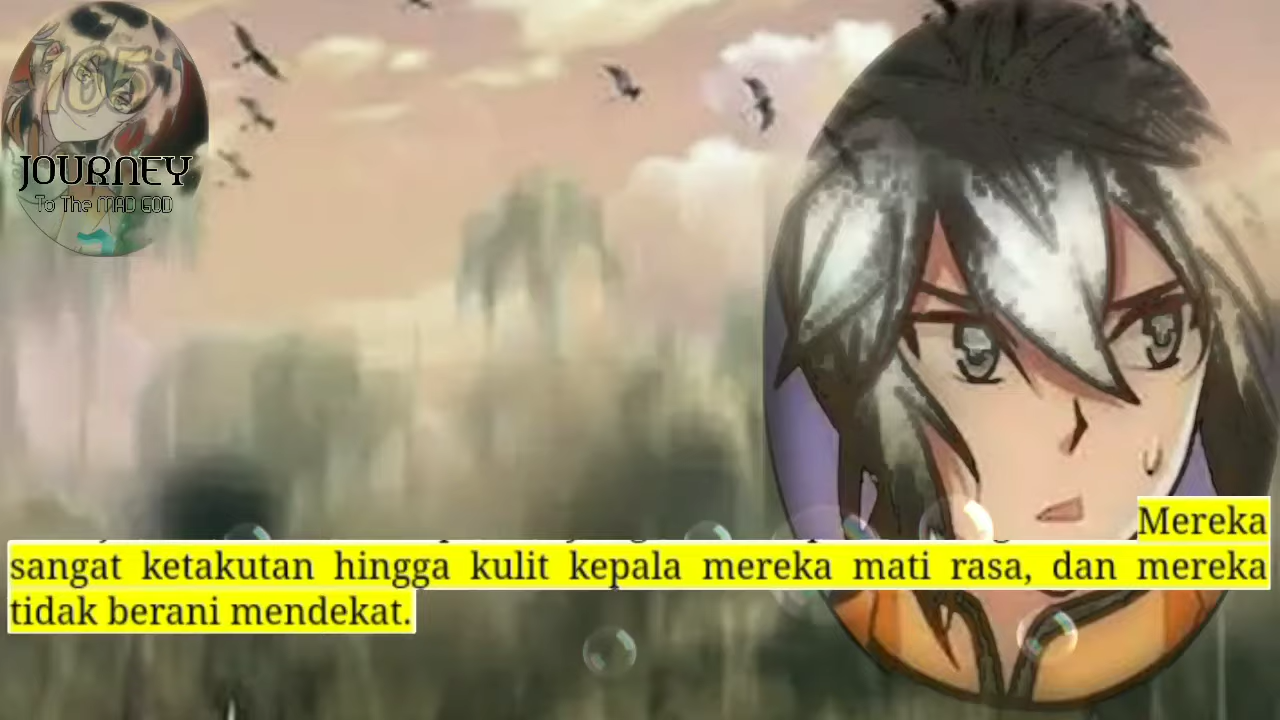 105
JOURNEY
To The MAD GOD
Mereka
sangat ketakutan hingga kulit kepala mereka mati rasa, dan mereka
tidak berani mendekat.